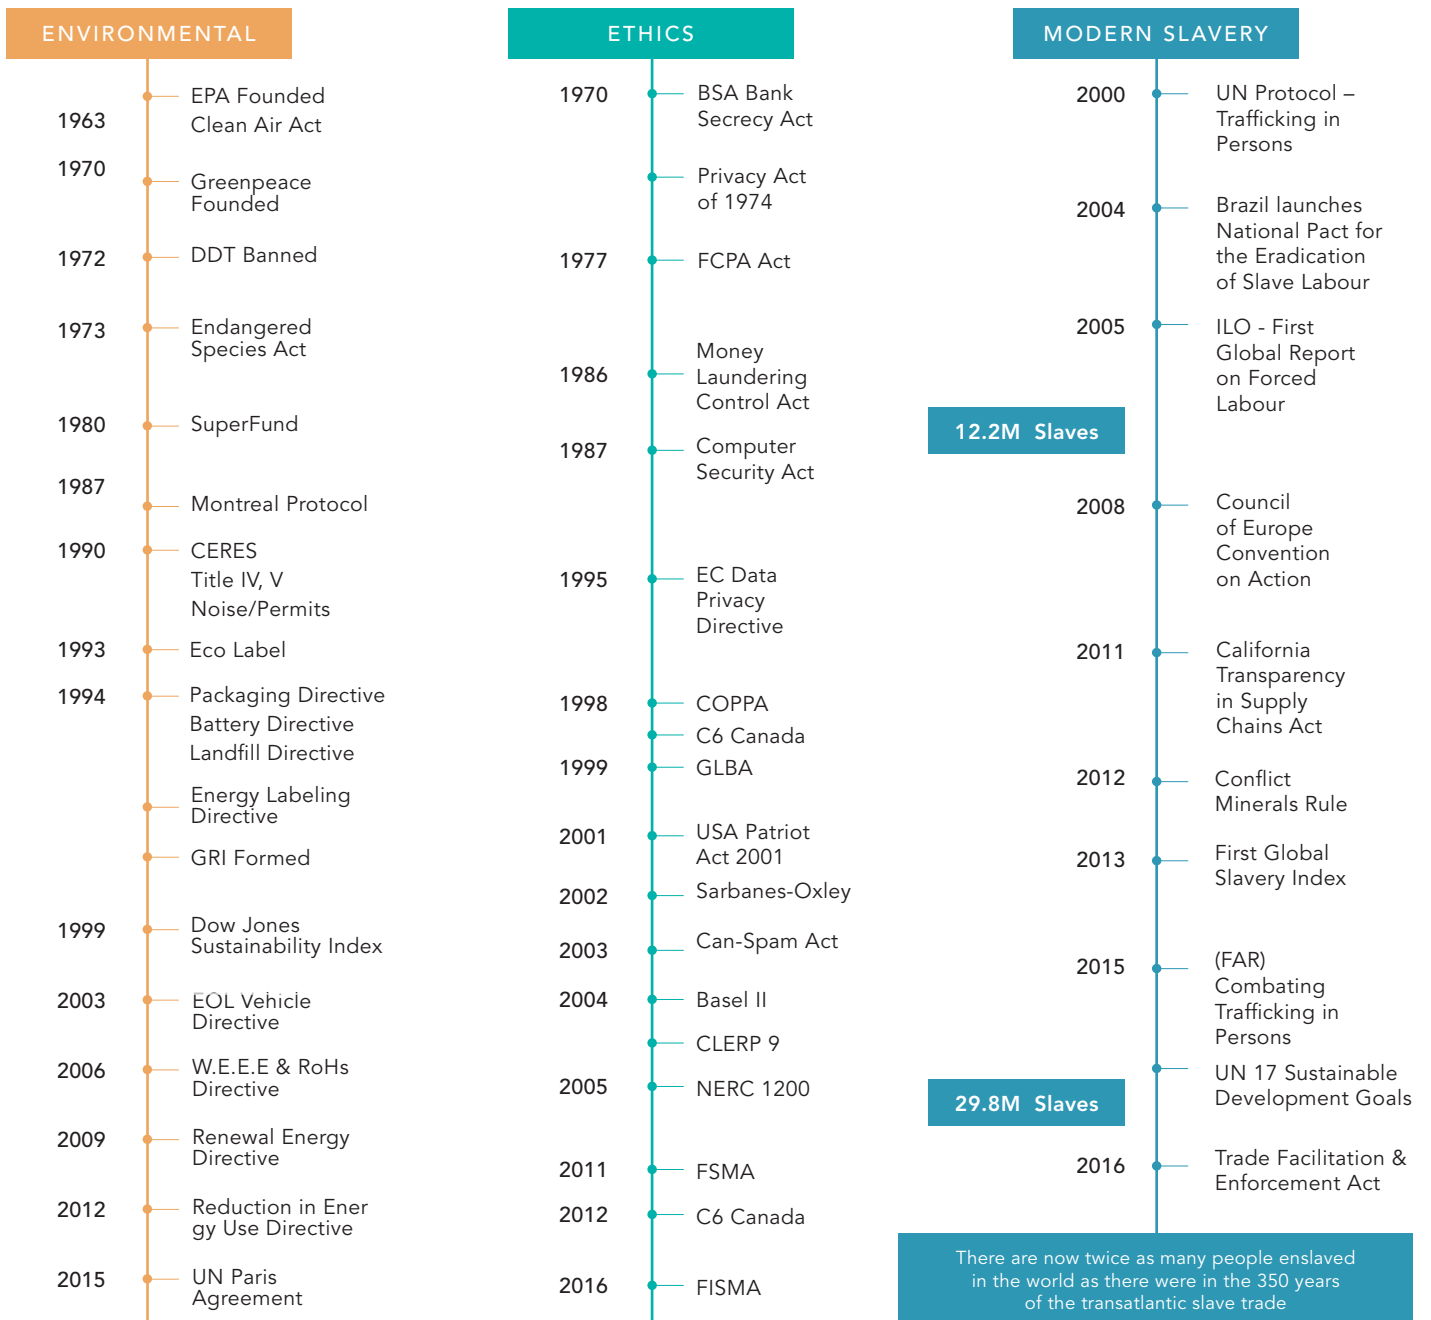 ENVIRONMENTAL
EPA Founded
1963
Clean Air Act
1970
Greenpeace
Founded
1972
DDT Banned
1973
Endangered
Species Act
1980
SuperFund
1987
Montreal Protocol
1990
CERES
Title IV, V
Noise/Permits
1993
Eco Label
1994
Packaging Directive
Battery Directive
Landfill Directive
Energy Labeling
Directive
GRI Formed
1999
Dow Jones
Sustainability Index
2003
EOL Vehicle
Directive
2006
W.E.E.E & RoHs
Directive
2009
Renewal Energy
Directive
2012
Reduction in Ener
gy Use Directive
2015
UN Paris
Agreement
ETHICS
1970
BSA Bank
Secrecy Act
Privacy Act
of 1974
1977
FCPA Act
1986
Money
Laundering
Control Act
1987
Computer
Security Act
1995
EC Data
Privacy
Directive
1998
COPPA
C6 Canada
1999
GLBA
2001
USA Patriot
Act 2001
2002
Sarbanes-Oxley
2003
Can-Spam Act
2004
Basel II
CLERP 9
2005
NERC 1200
2011
FSMA
2012
C6 Canada
2016
FISMA
MODERN SLAVERY
2000
UN Protocol –
Trafficking in
Persons
2004
Brazil launches
National Pact for
the Eradication
of Slave Labour
2005
ILO - First
Global Report
on Forced
Labour
12.2M Slaves
2008
Council
of Europe
Convention
on Action
2011
California
Transparency
in Supply
Chains Act
2012
Conflict
Minerals Rule
2013
First Global
Slavery Index
2015
(FAR)
Combating
Trafficking in
Persons
UN 17 Sustainable
Development Goals
29.8M Slaves
2016
Trade Facilitation &
Enforcement Act
There are now twice as many people enslaved
in the world as there were in the 350 years
of the transatlantic slave trade